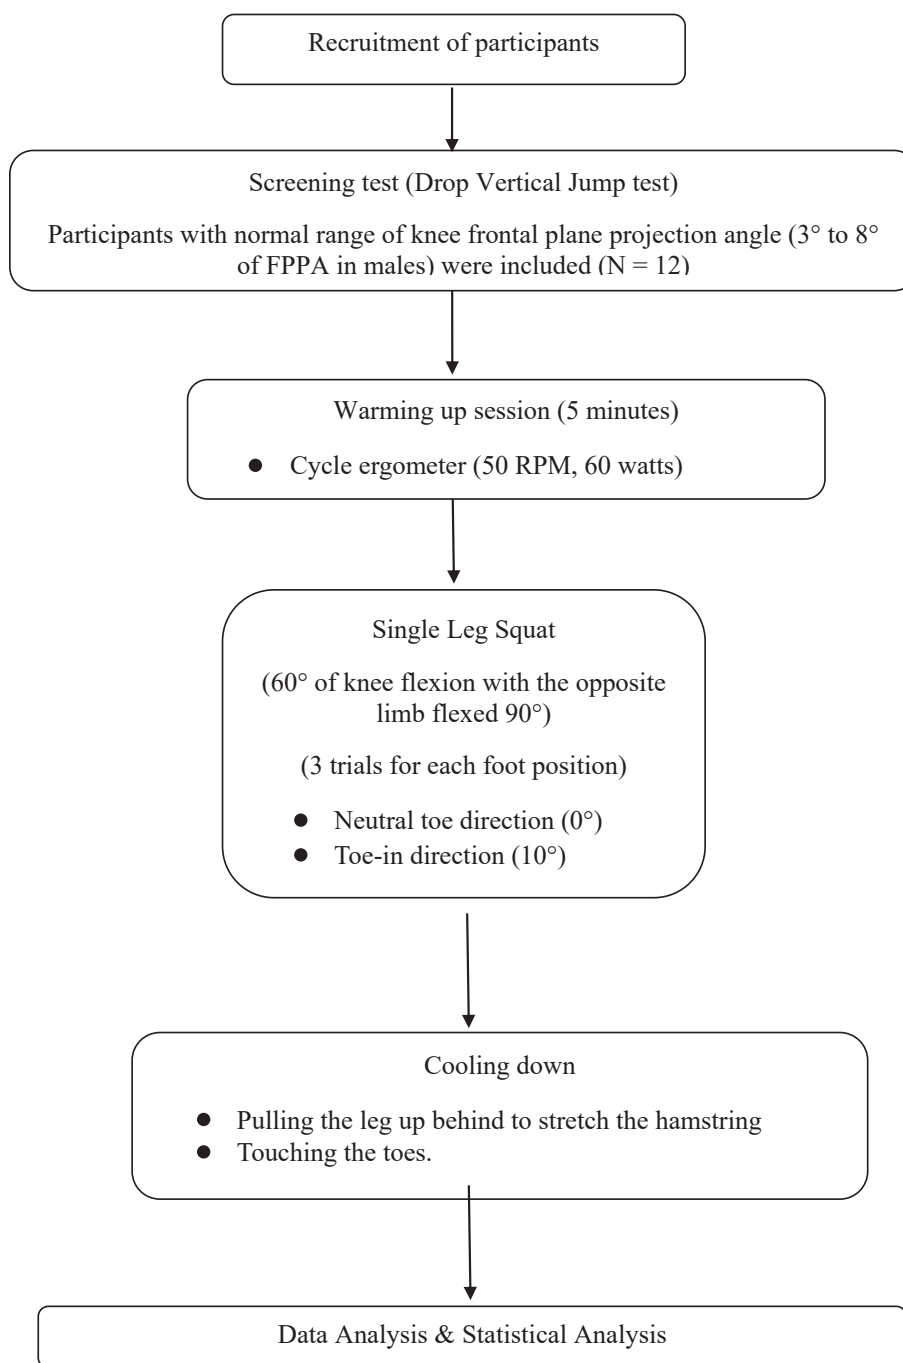 Recruitment of participants
Screening test (Drop Vertical Jump test)
Participants with normal range of knee frontal plane projection angle (3° to 8°
of FPPA in males) were included (N = 12)
Warming up session (5 minutes)
● Cycle ergometer (50 RPM, 60 watts)
Single Leg Squat
(60° of knee flexion with the opposite
limb flexed 90°)
(3 trials for each foot position)
● Neutral toe direction (0°)
● Toe-in direction (10°)
Cooling down
● Pulling the leg up behind to stretch the hamstring
● Touching the toes.
Data Analysis & Statistical Analysis